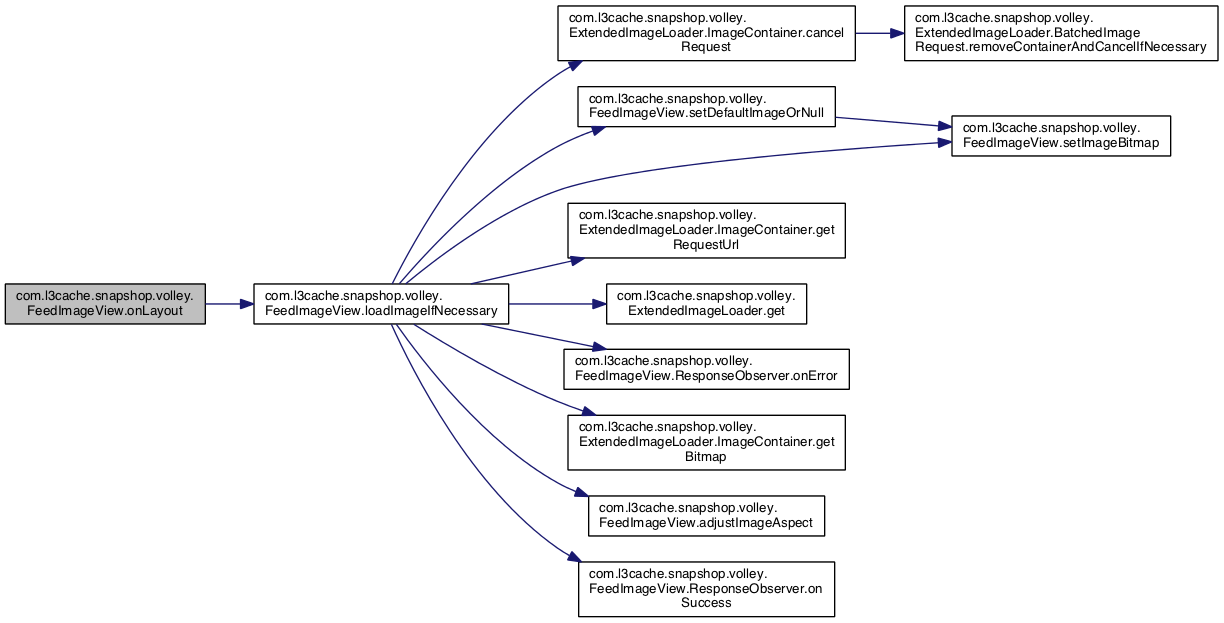 com.l3cache.snapshop.volley.
FeedImageView.onLayout
com.l3cache.snapshop.volley.
FeedImageView.loadImageIfNecessary
com.l3cache.snapshop.volley.
ExtendedImageLoader.ImageContainer.cancel
Request
com.l3cache.snapshop.volley.
ExtendedImageLoader.BatchedImage
Request.removeContainerAndCancelIfNecessary
com.l3cache.snapshop.volley.
FeedImageView.setDefaultImageOrNull
com.l3cache.snapshop.volley.
FeedImageView.setImageBitmap
com.l3cache.snapshop.volley.
ExtendedImageLoader.ImageContainer.get
RequestUrl
com.l3cache.snapshop.volley.
ExtendedImageLoader.get
com.l3cache.snapshop.volley.
FeedImageView.ResponseObserver.onError
com.l3cache.snapshop.volley.
ExtendedImageLoader.ImageContainer.get
Bitmap
com.l3cache.snapshop.volley.
FeedImageView.adjustImageAspect
com.l3cache.snapshop.volley.
FeedImageView.ResponseObserver.on
Success